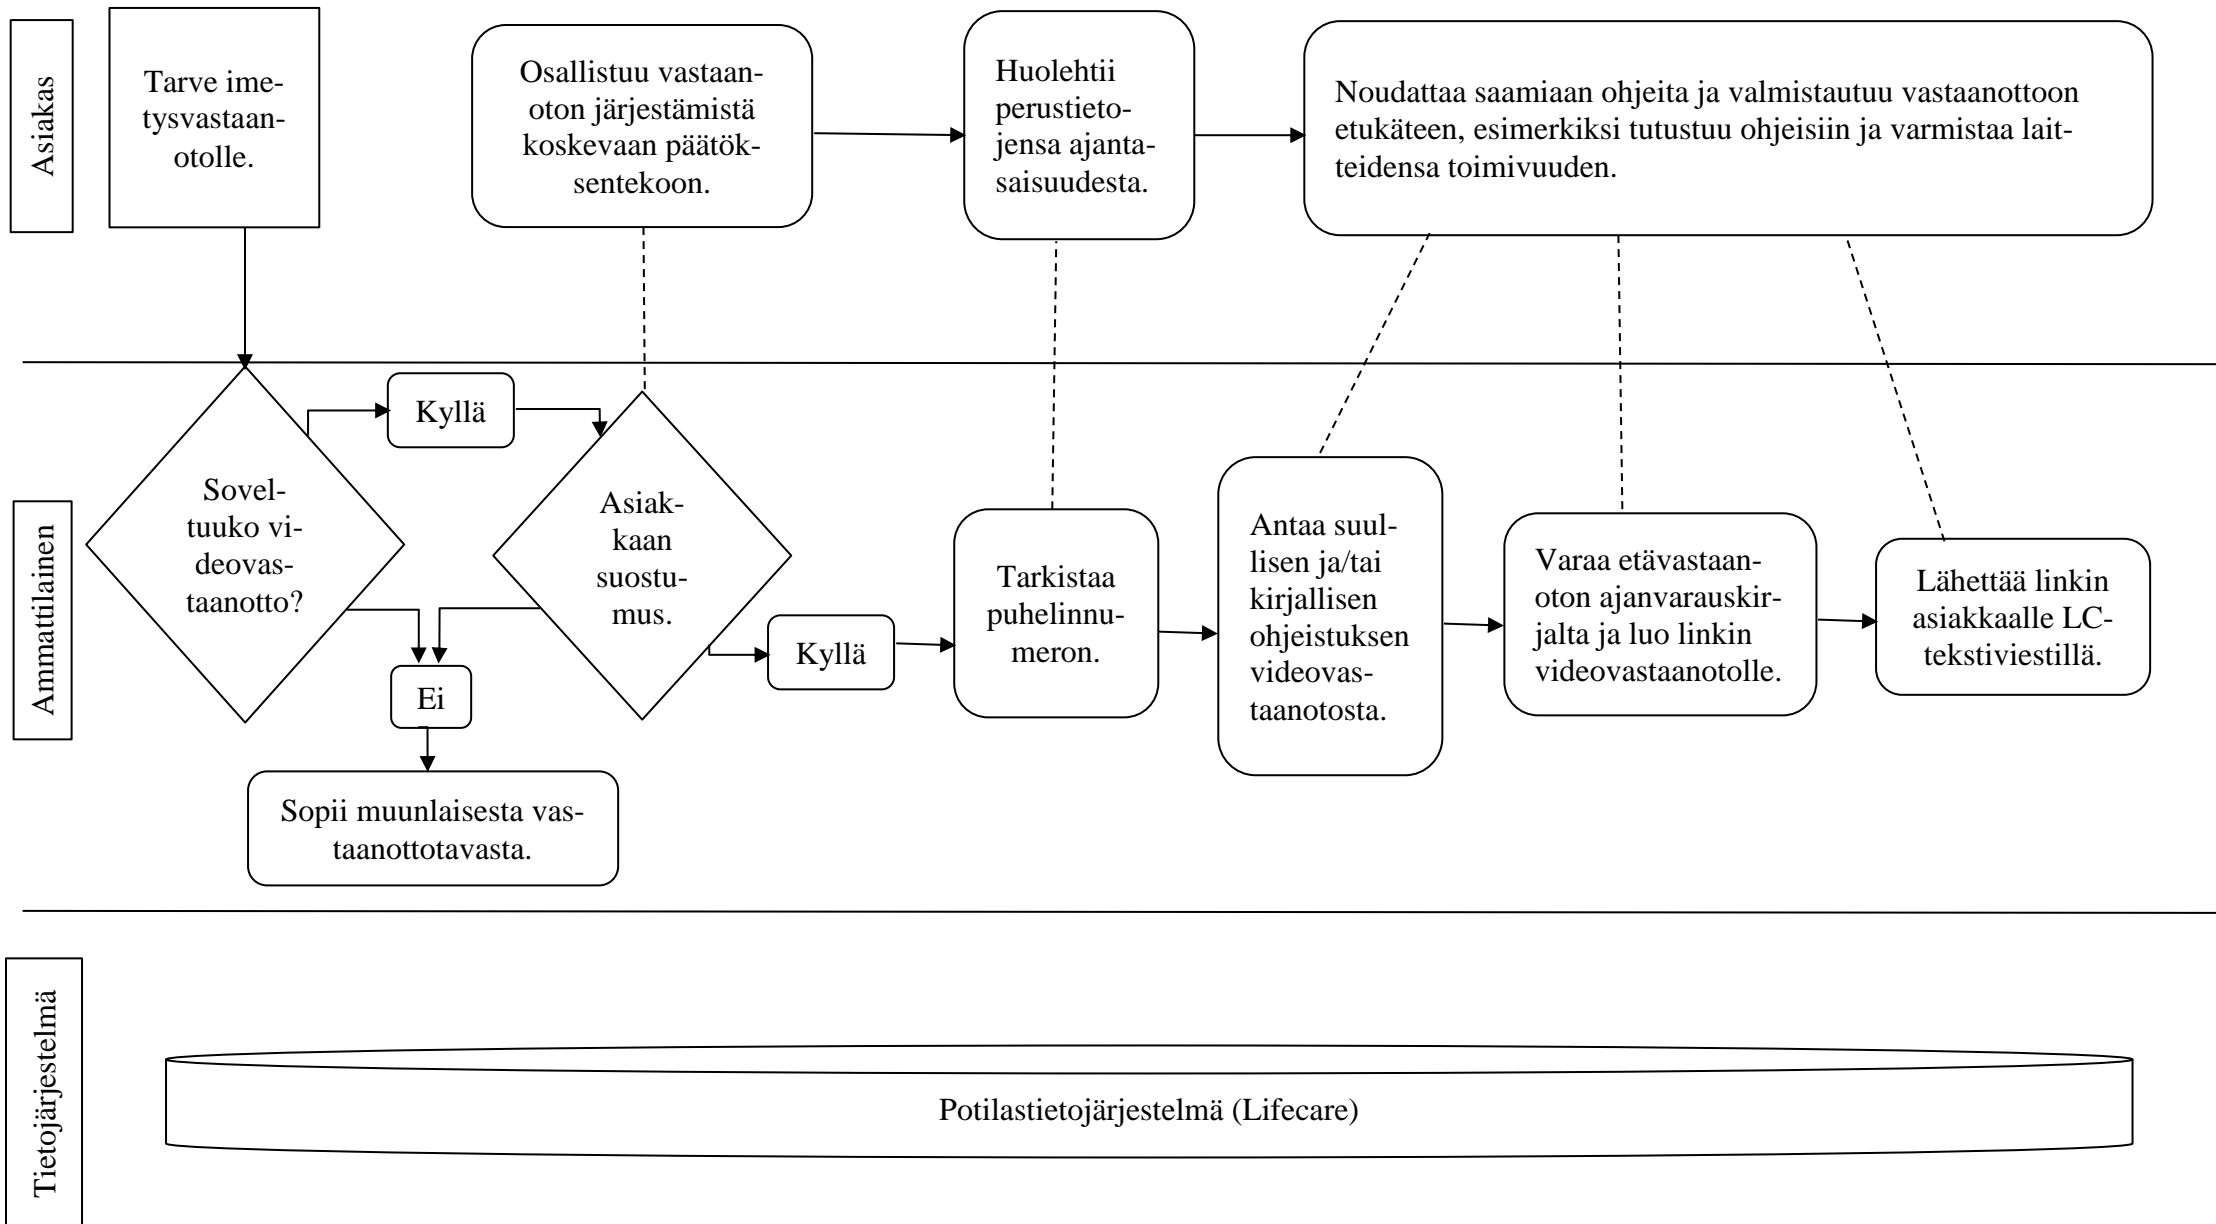 Asiakas
Tarve ime-
tysvastaan-
otolle.
Osallistuu vastaan-
oton järjestämistä
koskevaan päätök-
sentekoon.
Huolehtii
perustieto-
jensa ajanta-
saisuudesta.
Noudattaa saamiaan ohjeita ja valmistautuu vastaanottoon
etukäteen, esimerkiksi tutustuu ohjeisiin ja varmistaa lait-
teidensa toimivuuden.
Ammattilainen
Sovel-
tuuko vi-
deovas-
taanotto?
Kyllä
Asiak-
kaan
suostu-
mus.
Ei
Sopii muunlaisesta vas-
taanottotavasta.
Kyllä
Tarkistaa
puhelinnu-
meron.
Antaa suul-
lisen ja/tai
kirjallisen
ohjeistuksen
videovas-
taanotosta.
Varaa etävastaan-
oton ajanvarauskir-
jalta ja luo linkin
videovastaanotolle.
Lähettää linkin
asiakkaalle LC-
tekstiviestillä.
Tietojärjestelmä
Potilastietojärjestelmä (Lifecare)